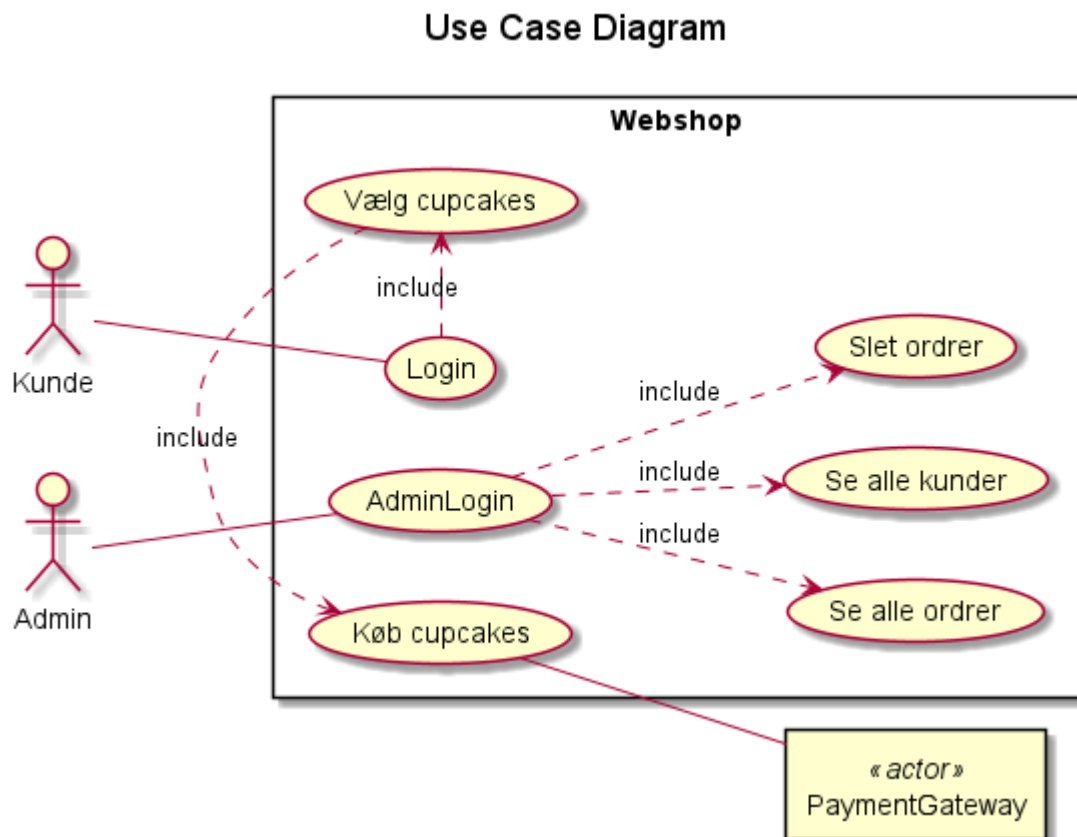 Use Case Diagram
Webshop
Vælg cupcakes
include
Kunde
Login
Slet ordrer
include
include
include
Se alle kunder
AdminLogin
include
Admin
Se alle ordrer
Køb cupcakes
«actor»
PaymentGateway